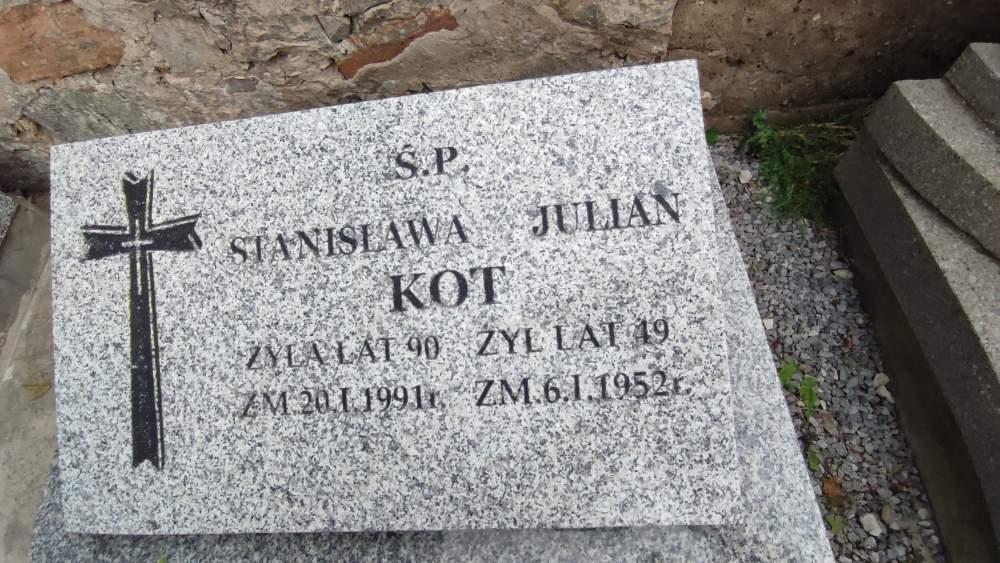 Ś.P.
STANISŁAWA JULIAN
KOT
ŻYŁA LAT 90 ŻYŁ LAT 49
ZM.20.I.1991r. ZM.6.I.1952r.